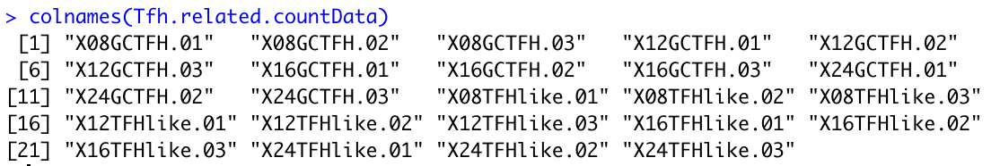 > colnames(Tfh.related.countData)
[1] "X08GCTFH.01" "X08GCTFH.02" "X08GCTFH.03" "X12GCTFH.01" "X12GCTFH.02"
[6] "X12GCTFH.03" "X16GCTFH.01" "X16GCTFH.02" "X16GCTFH.03" "X24GCTFH.01"
[11] "X24GCTFH.02" "X24GCTFH.03" "X08TFHlike.01" "X08TFHlike.02" "X08TFHlike.03"
[16] "X12TFHlike.01" "X12TFHlike.02" "X12TFHlike.03" "X16TFHlike.01" "X16TFHlike.02"
[21] "X16TFHlike.03" "X24TFHlike.01" "X24TFHlike.02" "X24TFHlike.03"